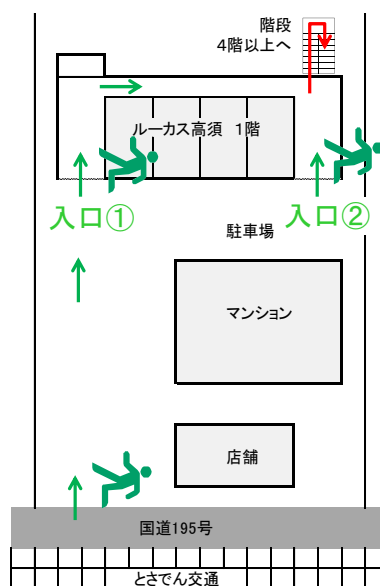 階段
4階以上へ
ルーカス高須 1階
入口①
入口②
駐車場
マンション
店舗
国道195号
とさでん交通